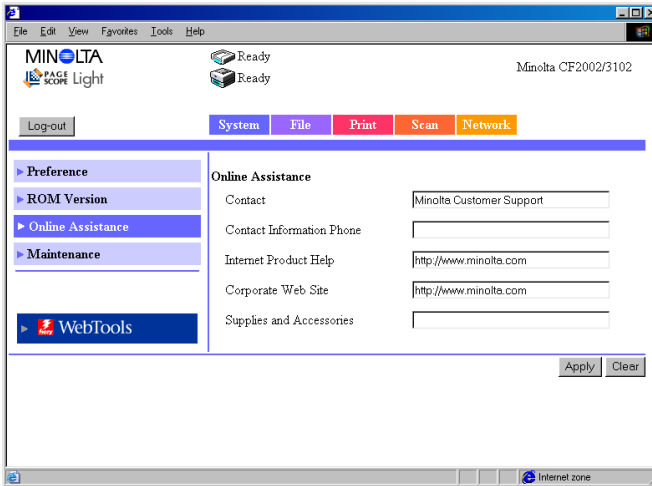 File Edit View Favorites Tools Help
MINOLTA
PAGE SCOPE Light
Ready
Ready
Minolta CF2002/3102
Log-out
System File Print Scan Network
Preference
ROM Version
Online Assistance
Maintenance
fiery WebTools
Online Assistance
Contact Minolta Customer Support
Contact Information Phone
Internet Product Help http://www.minolta.com
Corporate Web Site http://www.minolta.com
Supplies and Accessories
Apply Clear
Internet zone